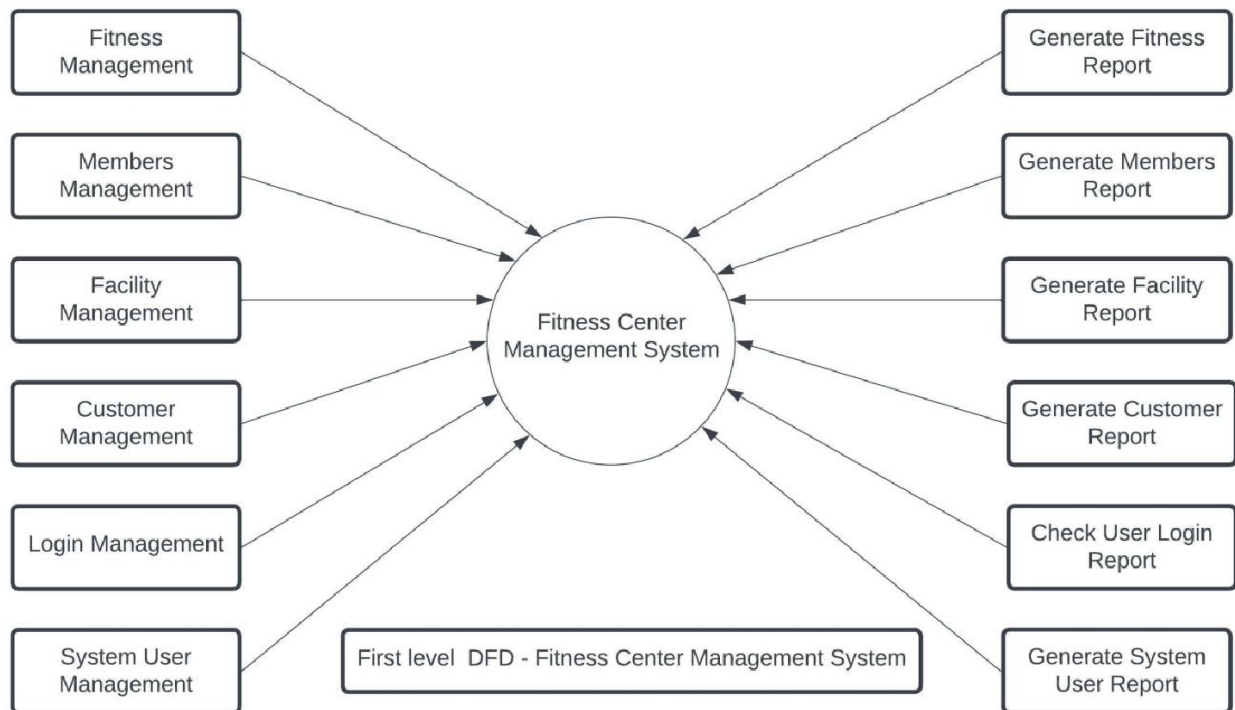 Fitness
Management
Members
Management
Facility
Management
Customer
Management
Login Management
System User
Management
Fitness Center
Management System
First level  DFD - Fitness Center Management System
Generate Fitness
Report
Generate Members
Report
Generate Facility
Report
Generate Customer
Report
Check User Login
Report
Generate System
User Report